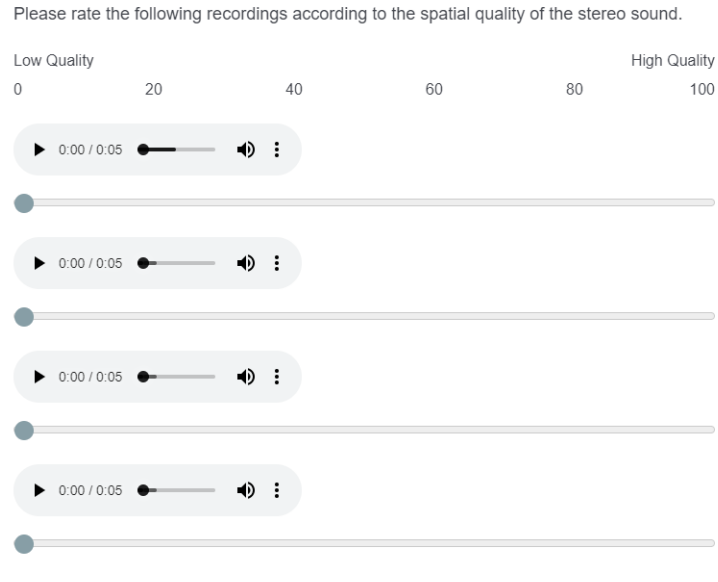 Please rate the following recordings according to the spatial quality of the stereo sound.
Low Quality High Quality
0 20 40 60 80 100
0:00 / 0:05
0:00 / 0:05
0:00 / 0:05
0:00 / 0:05